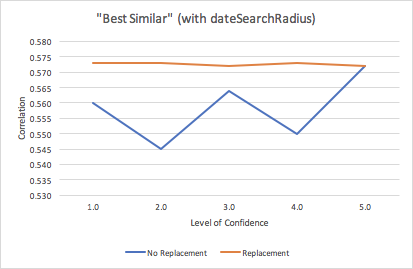 "Best Similar" (with dateSearchRadius)
0.580
0.575
0.570
0.565
0.560
0.555
0.550
0.545
0.540
0.535
0.530
Correlation
1.0 2.0 3.0 4.0 5.0
Level of Confidence
No Replacement Replacement